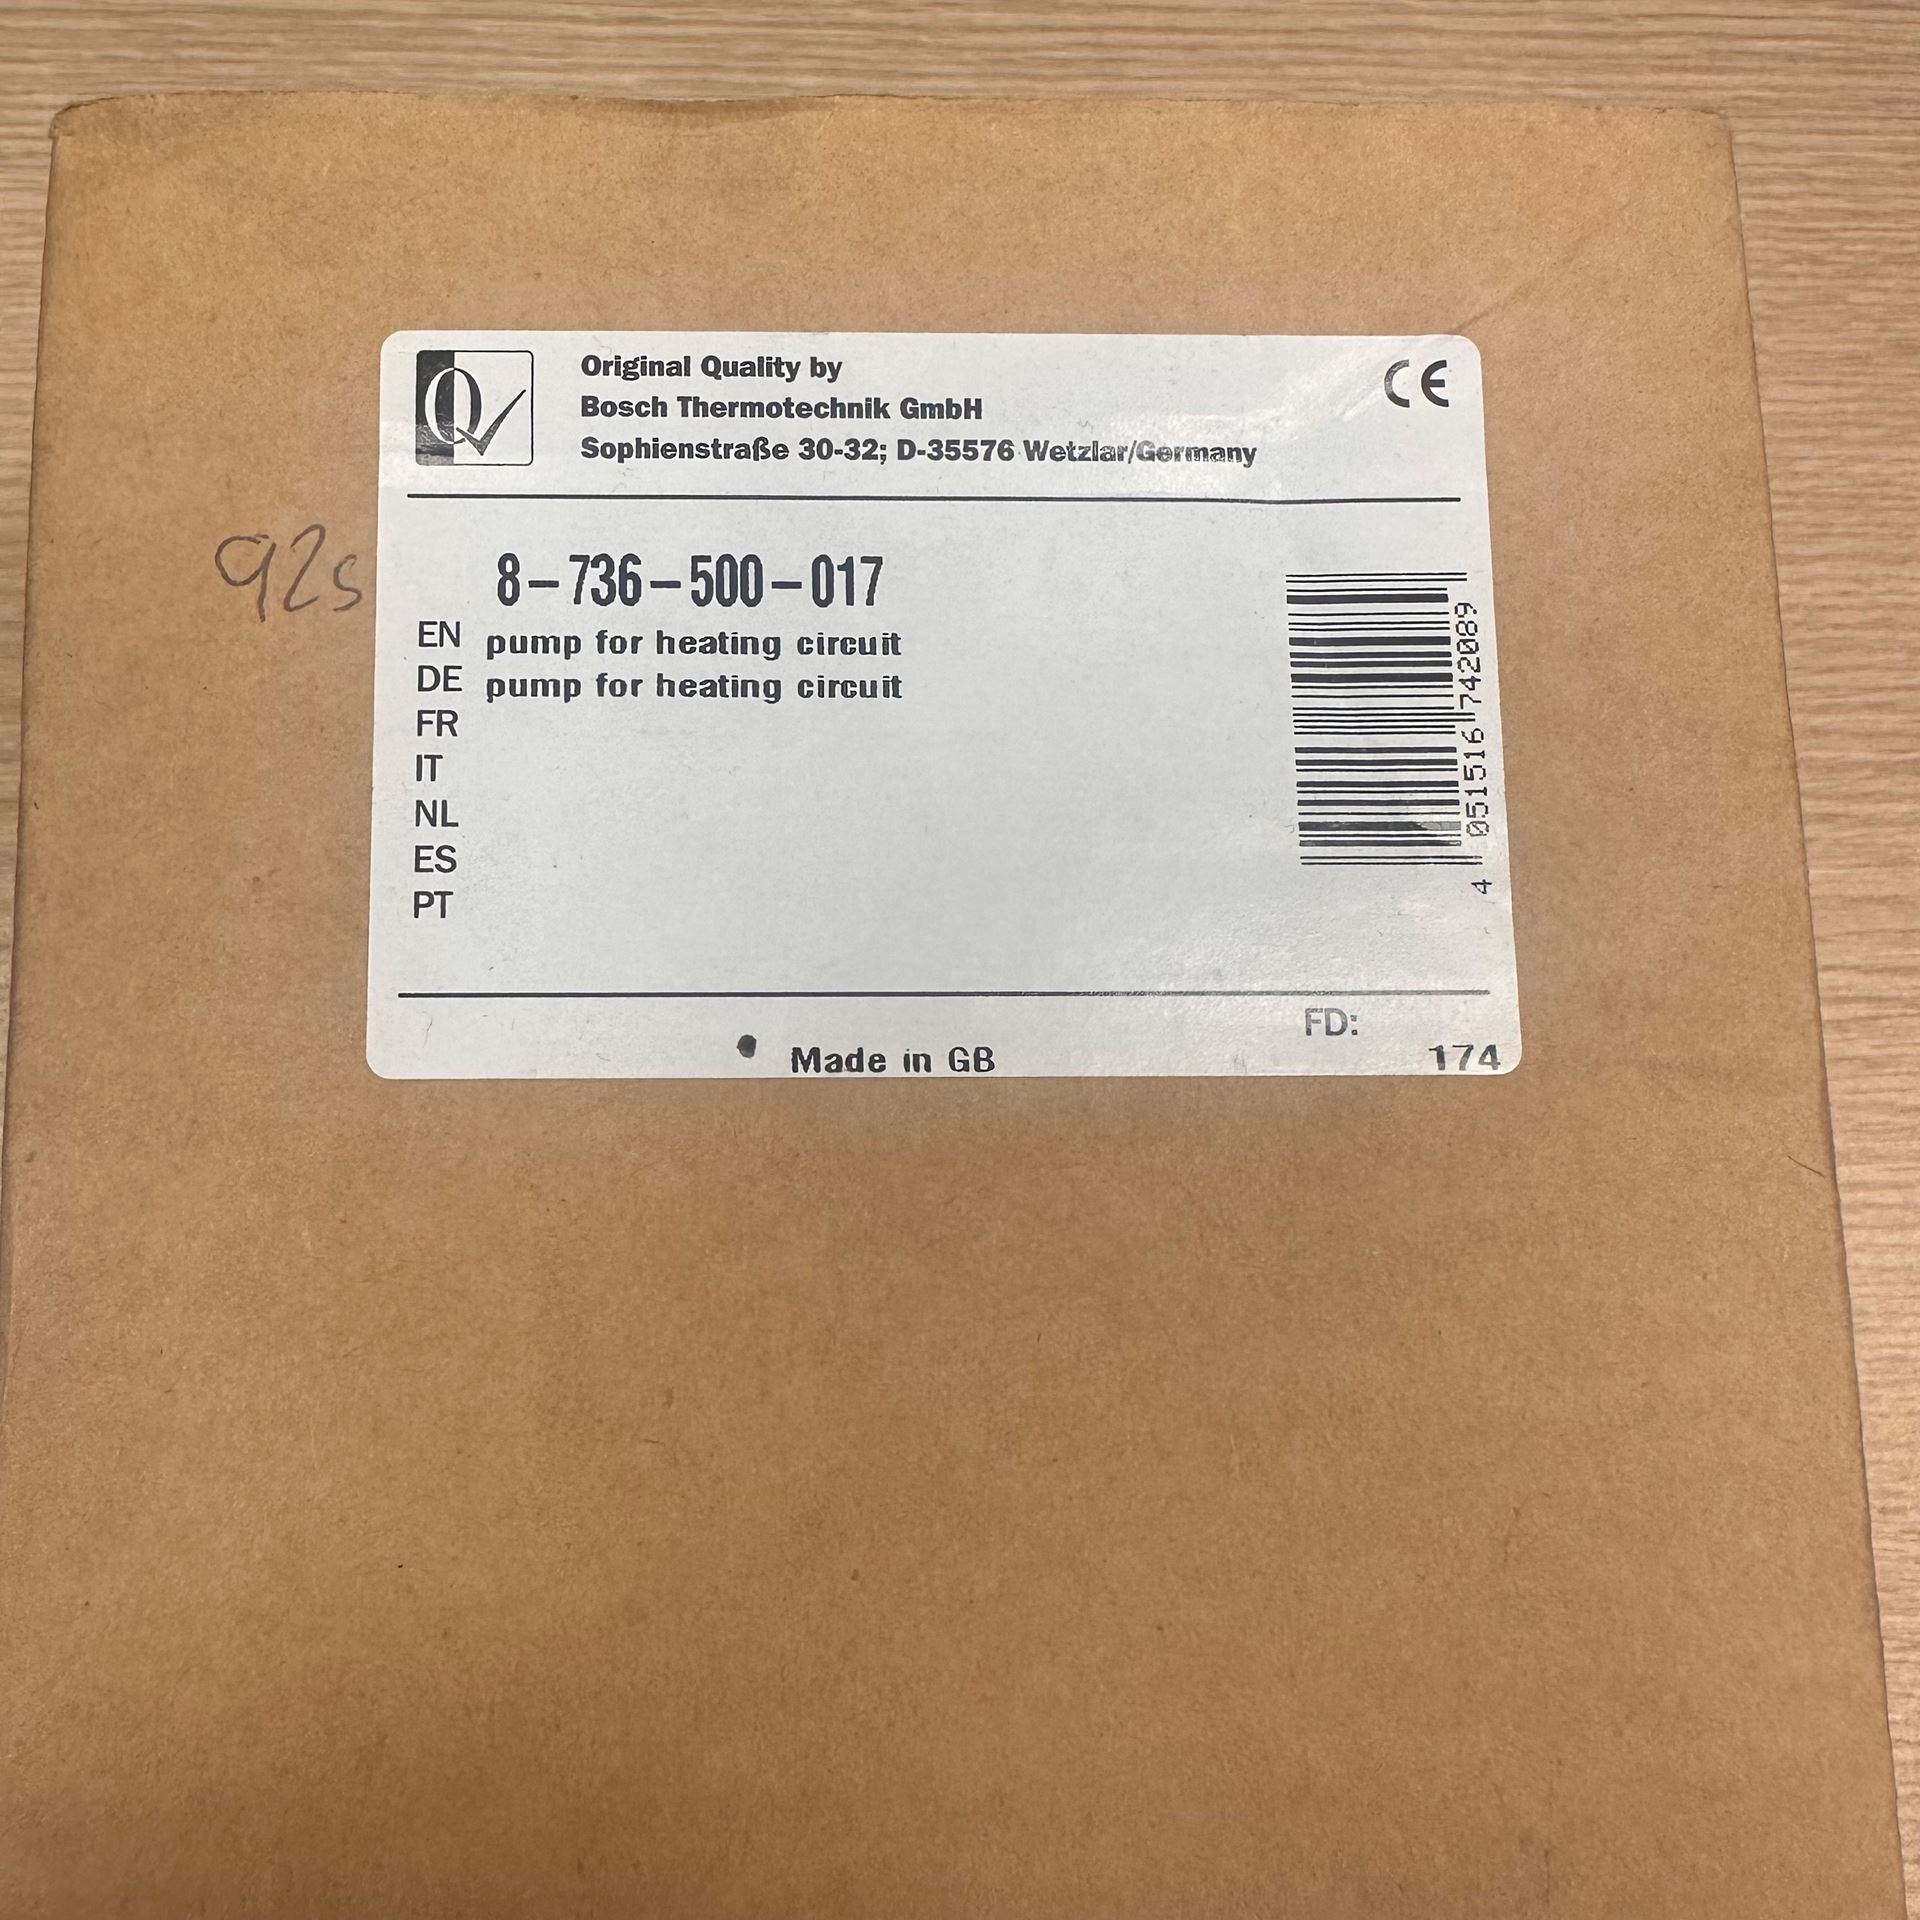 Original Quality by
Bosch Thermotechnik GmbH
Sophienstraße 30-32; D-35576 Wetzlar/Germany
CE
92s
8-736-500-017
EN pump for heating circuit
DE pump for heating circuit
FR
IT
NL
ES
PT
4 051516 742089
FD:
Made in GB
174